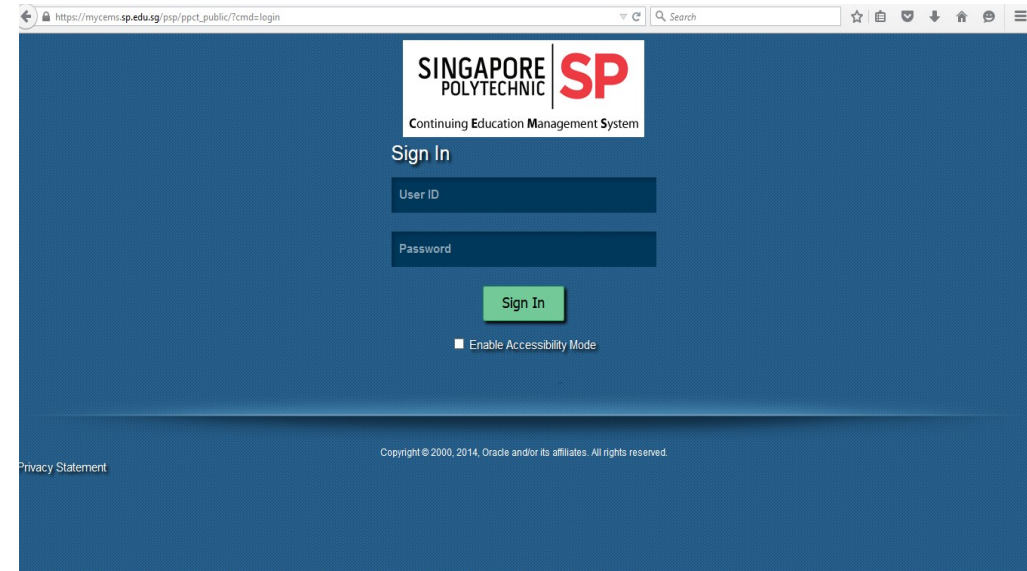 https://mycems.sp.edu.sg/psp/ppct_public/?cmd=login
Search
SINGAPORE
POLYTECHNIC
SP
Continuing Education Management System
Sign In
User ID
Password
Sign In
Enable Accessibility Mode
Copyright © 2000, 2014, Oracle and/or its affiliates. All rights reserved.
Privacy Statement